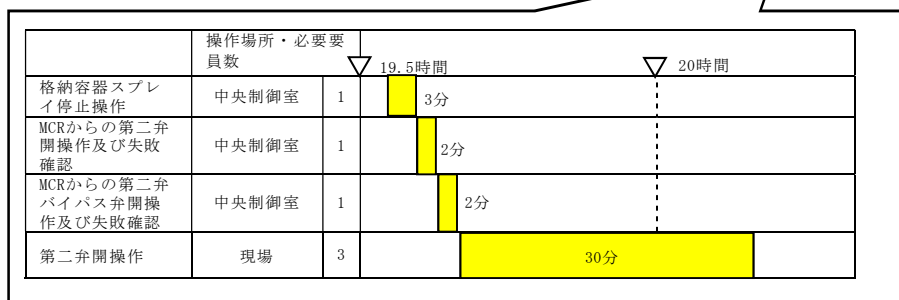 操作場所・必要要
員数
19.5時間
20時間
格納容器スプレ
イ停止操作
中央制御室
1
3分
MCRからの第二弁
開操作及び失敗
確認
中央制御室
1
2分
MCRからの第二弁
バイパス弁開操
作及び失敗確認
中央制御室
1
2分
第二弁開操作
現場
3
30分